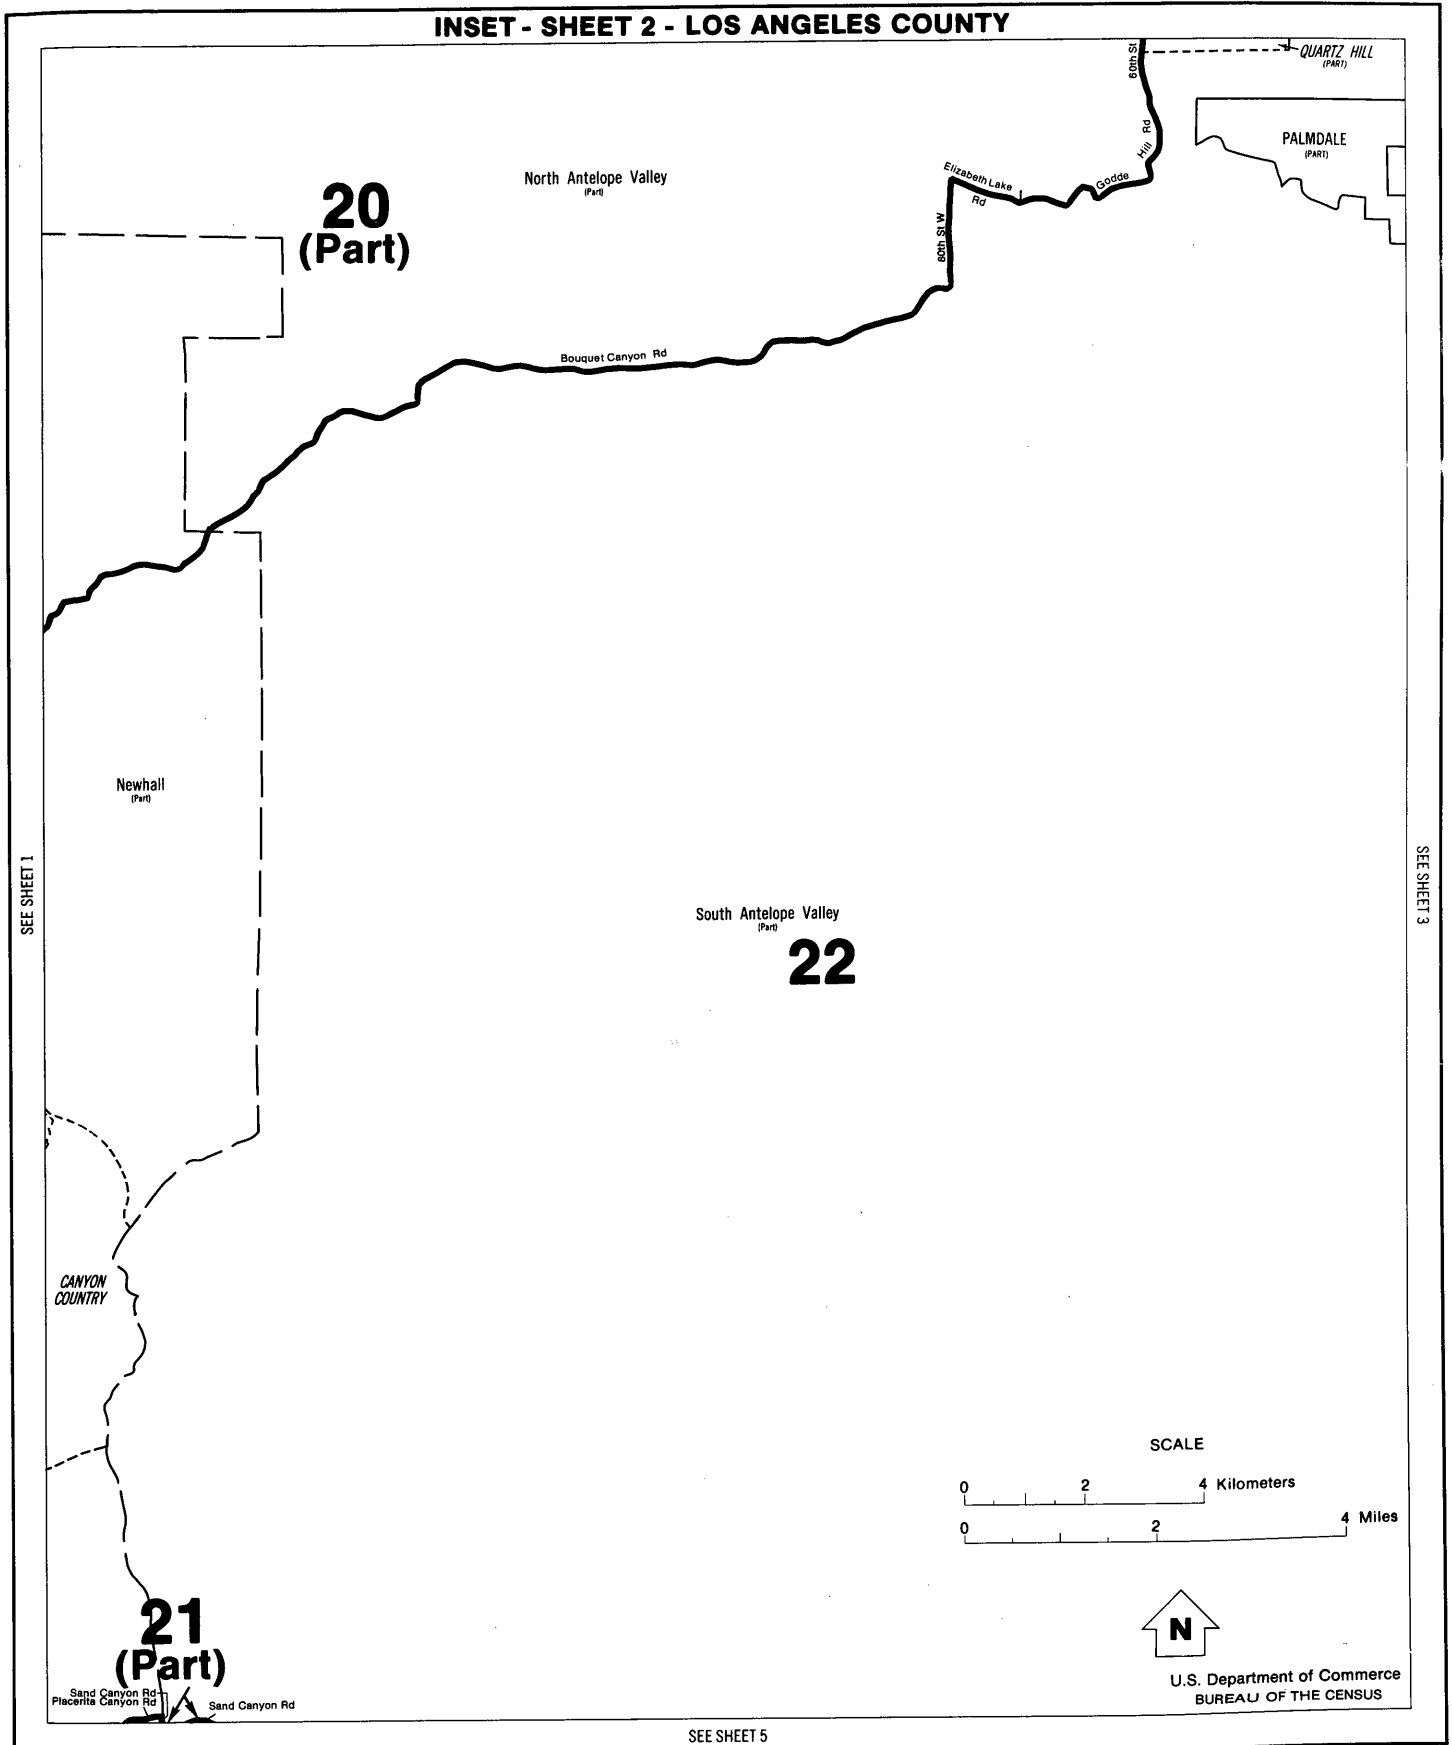 INSET - SHEET 2 - LOS ANGELES COUNTY
60th St
QUARTZ HILL
(PART)
PALMDALE
(PART)
Hill Rd
Godde
Elizabeth Lake
Rd
80th St W
North Antelope Valley
(Part)
20
(Part)
Bouquet Canyon Rd
Newhall
(Part)
SEE SHEET 1
SEE SHEET 3
South Antelope Valley
(Part)
22
CANYON
COUNTRY
SCALE
0 2 4 Kilometers
0 2 4 Miles
N
21
(Part)
Sand Canyon Rd
Placerita Canyon Rd
Sand Canyon Rd
U.S. Department of Commerce
BUREAU OF THE CENSUS
SEE SHEET 5